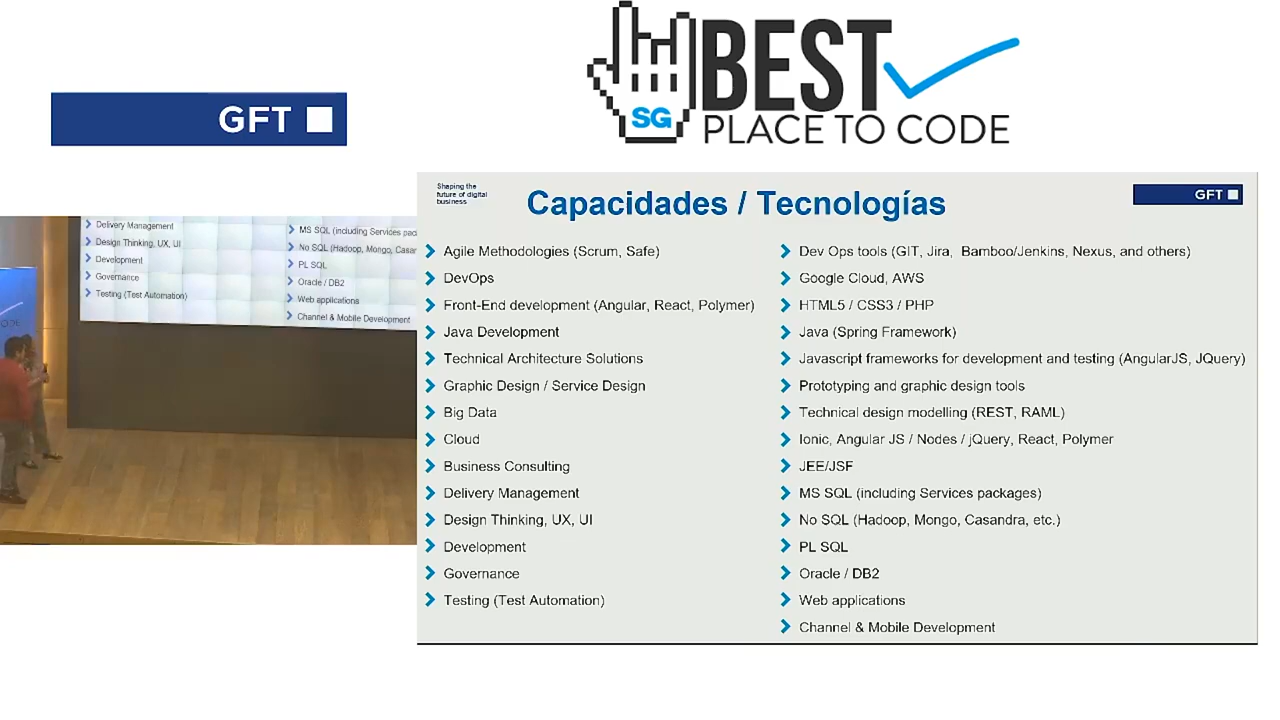 GFT
SG
BEST
PLACE TO CODE
Shaping the
future of digital
business
Capacidades / Tecnologías
GFT
Agile Methodologies (Scrum, Safe)
DevOps
Front-End development (Angular, React, Polymer)
Java Development
Technical Architecture Solutions
Graphic Design / Service Design
Big Data
Cloud
Business Consulting
Delivery Management
Design Thinking, UX, UI
Development
Governance
Testing (Test Automation)
Dev Ops tools (GIT, Jira, Bamboo/Jenkins, Nexus, and others)
Google Cloud, AWS
HTML5 / CSS3 / PHP
Java (Spring Framework)
Javascript frameworks for development and testing (AngularJS, JQuery)
Prototyping and graphic design tools
Technical design modelling (REST, RAML)
Ionic, Angular JS / Nodes / jQuery, React, Polymer
JEE/JSF
MS SQL (including Services packages)
No SQL (Hadoop, Mongo, Casandra, etc.)
PL SQL
Oracle / DB2
Web applications
Channel & Mobile Development
Delivery Management
Design Thinking, UX, UI
Development
Governance
Testing (Test Automation)
MS SQL (including Services pac
No SQL (Hadoop, Mongo, Casar
PL SQL
Oracle / DB2
Web applications
Channel & Mobile Development